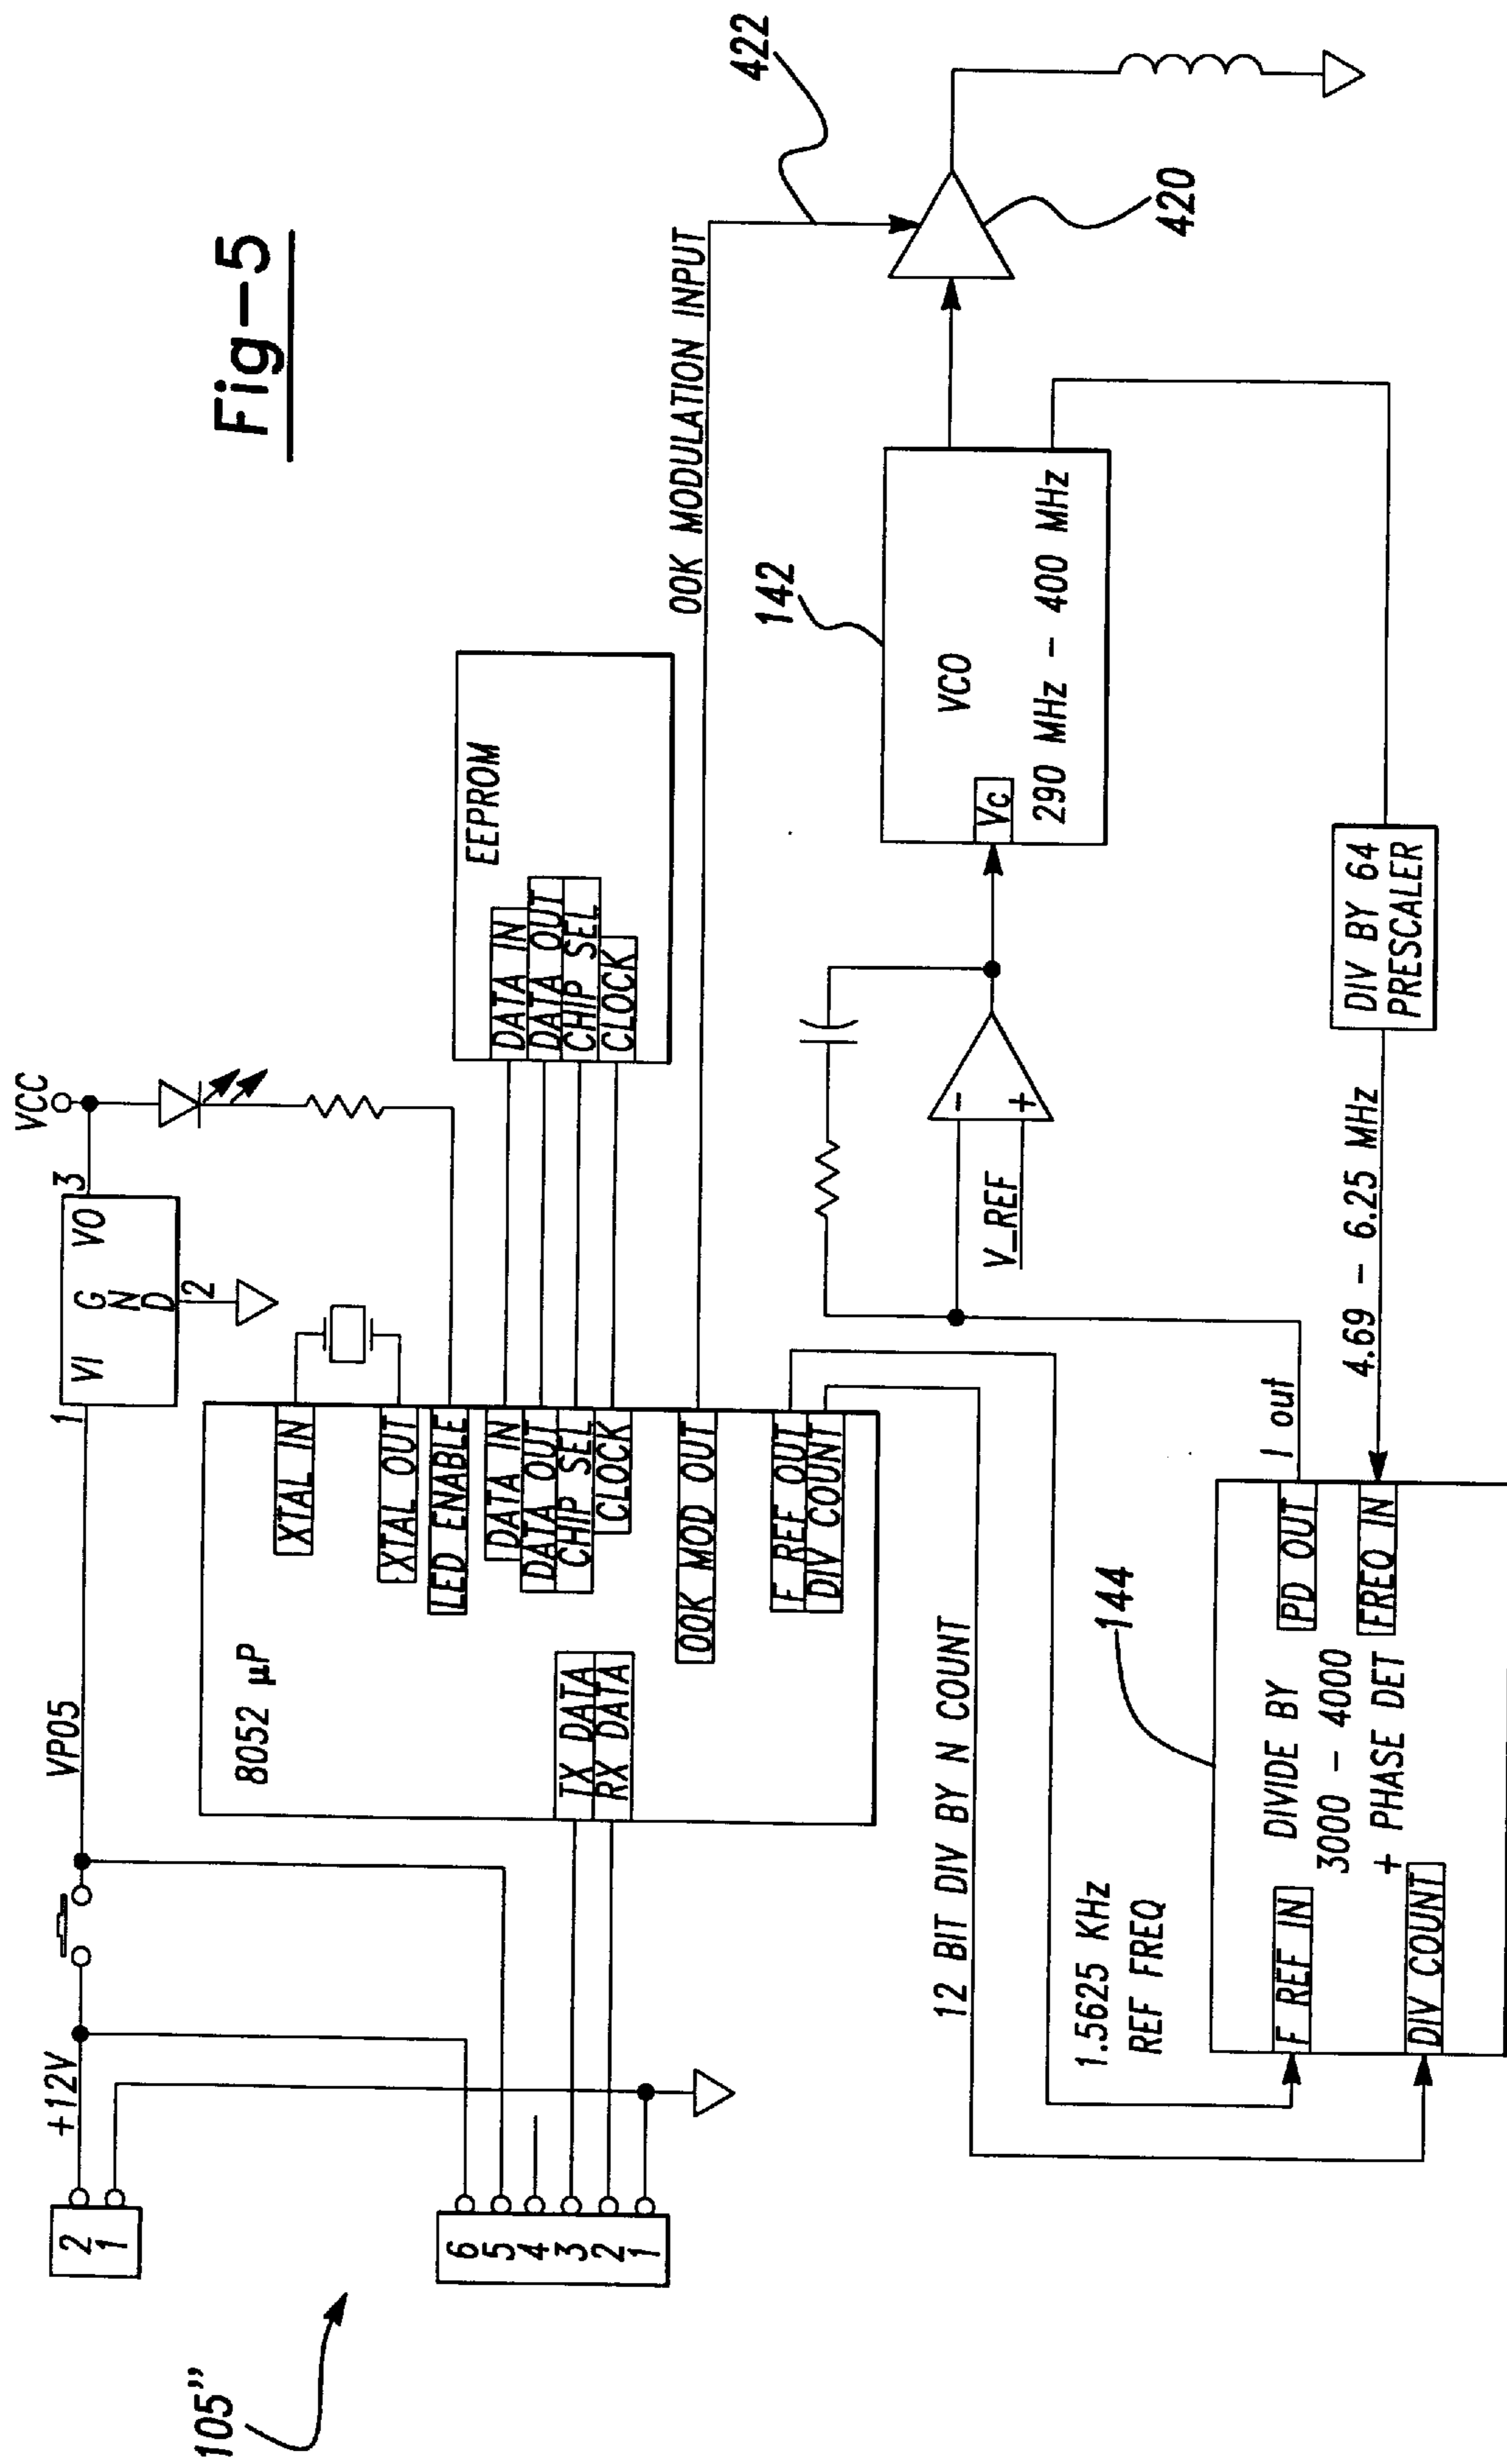 Fig-5
105"
2
1
+12V
VP05
1
VI
G
N
D
VO
3
2
VCC
6
5
4
3
2
1
8052 µP
TX DATA
RX DATA
XTAL IN
XTAL OUT
LED ENABLE
DATA IN
DATA OUT
CHIP SEL
CLOCK
OOK MOD OUT
F REF OUT
DIV COUNT
EEPROM
DATA IN
DATA OUT
CHIP SEL
CLOCK
OOK MODULATION INPUT
422
420
142
VCO
Vc
290 MHz - 400 MHz
-
+
V_REF
12 BIT DIV BY N COUNT
1.5625 KHz
REF FREQ
144
F REF IN
DIV COUNT
DIVIDE BY
3000 - 4000
+ PHASE DET
PD OUT
FREQ IN
I out
4.69 - 6.25 MHz
DIV BY 64
PRESCALER